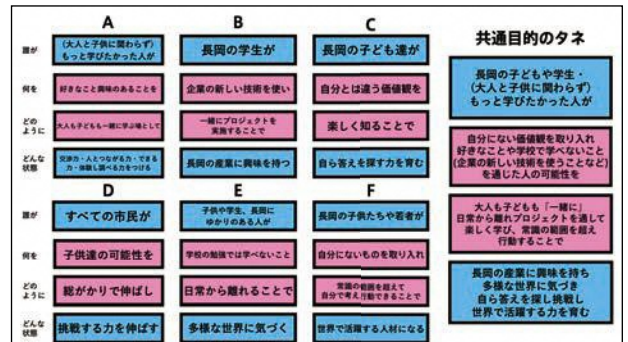 A
B
C
誰が
(大人と子供に関わらず)
もっと学びたかった人が
長岡の学生が
長岡の子ども達が
何を
好きなこと興味のあることを
企業の新しい技術を使い
自分とは違う価値観を
どの
ように
大人も子どもも一緒に学ぶ場として
一緒にプロジェクトを
実施することで
楽しく知ることで
どんな
状態
交渉力・人とつながる力・できる
力・体験し調べる力をつける
長岡の産業に興味を持つ
自ら答えを探す力を育む
D
E
F
誰が
すべての市民が
子供や学生、長岡に
ゆかりのある人が
長岡の子供たちや若者が
何を
子供達の可能性を
学校の勉強では学べないこと
自分にないものを取り入れ
どの
ように
総がかりで伸ばし
日常から離れることで
常識の範囲を超えて
自分で考え行動できることで
どんな
状態
挑戦する力を伸ばす
多様な世界に気づく
世界で活躍する人材になる
共通目的のタネ
長岡の子どもや学生・
(大人と子供に関わらず)
もっと学びたかった人が
自分にない価値観を取り入れ
好きなことや学校で学べないこと
(企業の新しい技術を使うことなど)
を通じた人の可能性を
大人も子どもも「一緒に」
日常から離れプロジェクトを通して
楽しく学び、常識の範囲を超え
行動することで
長岡の産業に興味を持ち
多様な世界に気づき
自ら答えを探し挑戦し
世界で活躍する力を育む